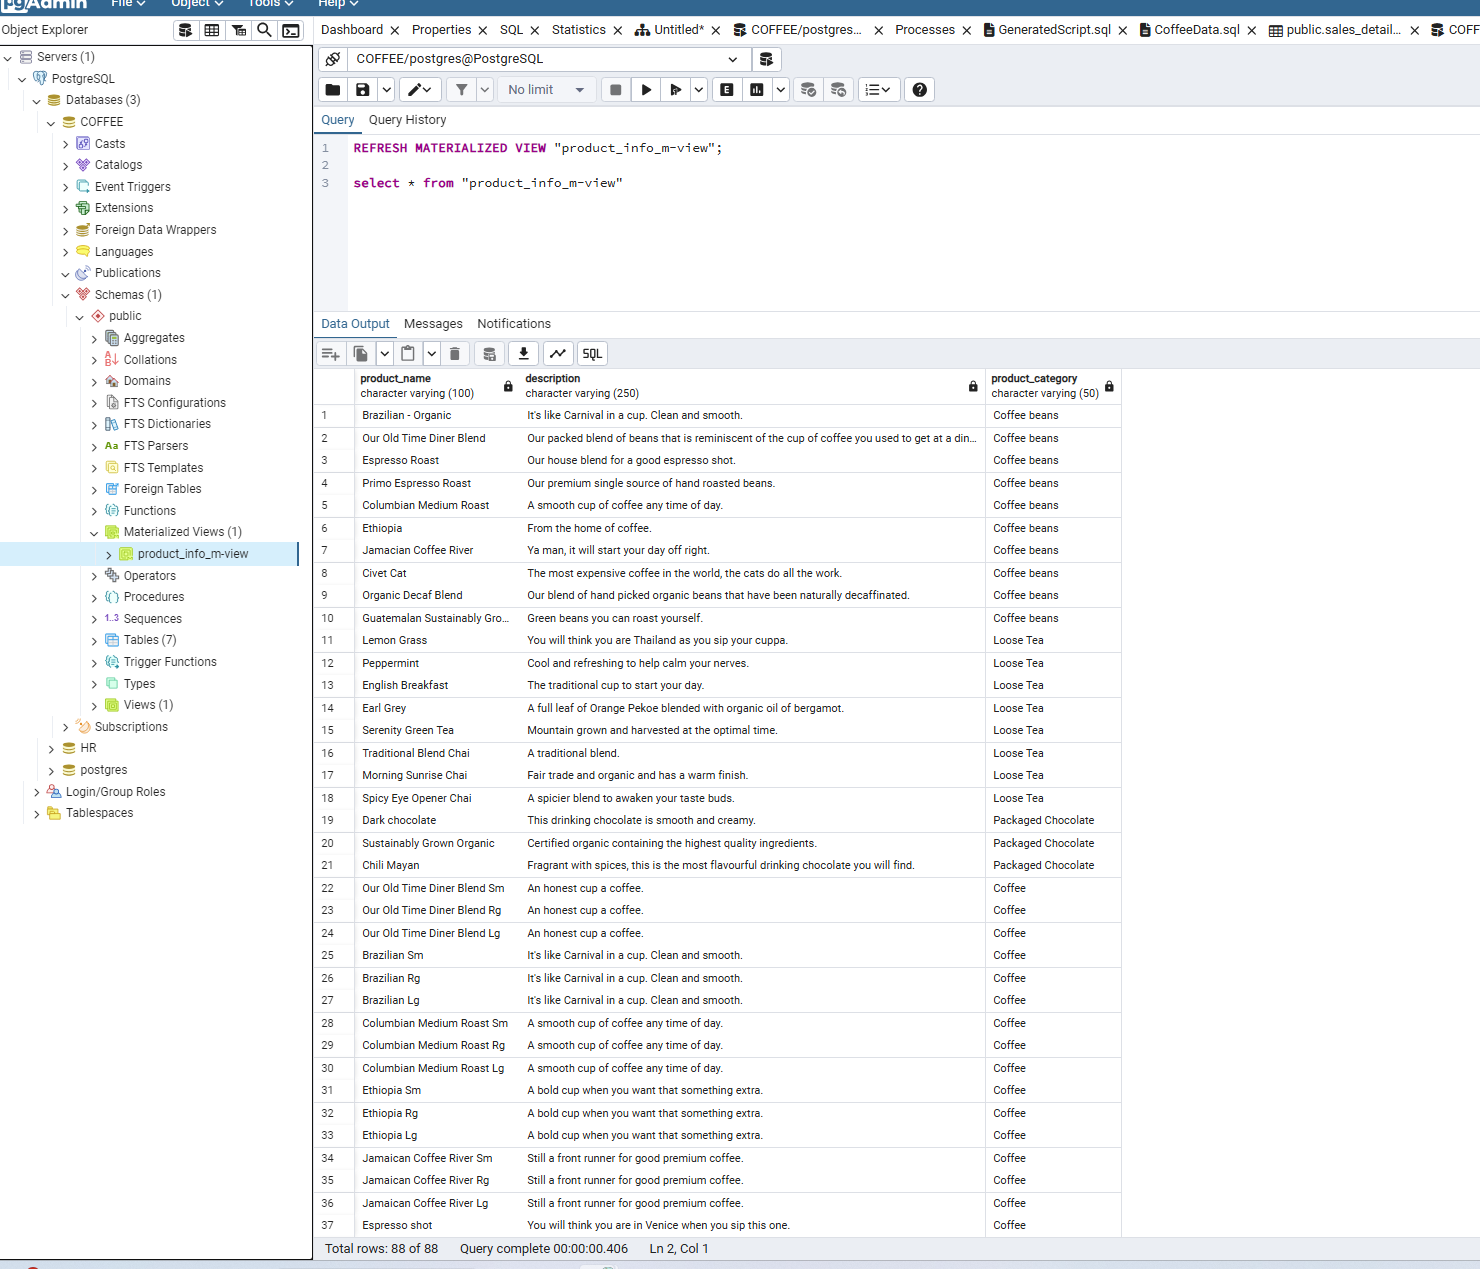 pgAdmin File Object Tools Help
Object Explorer
Dashboard Properties SQL Statistics Untitled* COFFEE/postgres... Processes GeneratedScript.sql CoffeeData.sql public.sales_detail... COFF
Servers (1)
PostgreSQL
Databases (3)
COFFEE
Casts
Catalogs
Event Triggers
Extensions
Foreign Data Wrappers
Languages
Publications
Schemas (1)
public
Aggregates
Collations
Domains
FTS Configurations
FTS Dictionaries
Aa FTS Parsers
FTS Templates
Foreign Tables
Functions
Materialized Views (1)
product_info_m-view
Operators
Procedures
1..3 Sequences
Tables (7)
Trigger Functions
Types
Views (1)
Subscriptions
HR
postgres
Login/Group Roles
Tablespaces
COFFEE/postgres@PostgreSQL
No limit E
Query Query History
1 REFRESH MATERIALIZED VIEW "product_info_m-view";
2
3 select * from "product_info_m-view"
Data Output Messages Notifications
SQL
product_name description product_category
character varying (100) character varying (250) character varying (50)
1 Brazilian - Organic It's like Carnival in a cup. Clean and smooth. Coffee beans
2 Our Old Time Diner Blend Our packed blend of beans that is reminiscent of the cup of coffee you used to get at a din... Coffee beans
3 Espresso Roast Our house blend for a good espresso shot. Coffee beans
4 Primo Espresso Roast Our premium single source of hand roasted beans. Coffee beans
5 Columbian Medium Roast A smooth cup of coffee any time of day. Coffee beans
6 Ethiopia From the home of coffee. Coffee beans
7 Jamacian Coffee River Ya man, it will start your day off right. Coffee beans
8 Civet Cat The most expensive coffee in the world, the cats do all the work. Coffee beans
9 Organic Decaf Blend Our blend of hand picked organic beans that have been naturally decaffinated. Coffee beans
10 Guatemalan Sustainably Gro... Green beans you can roast yourself. Coffee beans
11 Lemon Grass You will think you are Thailand as you sip your cuppa. Loose Tea
12 Peppermint Cool and refreshing to help calm your nerves. Loose Tea
13 English Breakfast The traditional cup to start your day. Loose Tea
14 Earl Grey A full leaf of Orange Pekoe blended with organic oil of bergamot. Loose Tea
15 Serenity Green Tea Mountain grown and harvested at the optimal time. Loose Tea
16 Traditional Blend Chai A traditional blend. Loose Tea
17 Morning Sunrise Chai Fair trade and organic and has a warm finish. Loose Tea
18 Spicy Eye Opener Chai A spicier blend to awaken your taste buds. Loose Tea
19 Dark chocolate This drinking chocolate is smooth and creamy. Packaged Chocolate
20 Sustainably Grown Organic Certified organic containing the highest quality ingredients. Packaged Chocolate
21 Chili Mayan Fragrant with spices, this is the most flavourful drinking chocolate you will find. Packaged Chocolate
22 Our Old Time Diner Blend Sm An honest cup a coffee. Coffee
23 Our Old Time Diner Blend Rg An honest cup a coffee. Coffee
24 Our Old Time Diner Blend Lg An honest cup a coffee. Coffee
25 Brazilian Sm It's like Carnival in a cup. Clean and smooth. Coffee
26 Brazilian Rg It's like Carnival in a cup. Clean and smooth. Coffee
27 Brazilian Lg It's like Carnival in a cup. Clean and smooth. Coffee
28 Columbian Medium Roast Sm A smooth cup of coffee any time of day. Coffee
29 Columbian Medium Roast Rg A smooth cup of coffee any time of day. Coffee
30 Columbian Medium Roast Lg A smooth cup of coffee any time of day. Coffee
31 Ethiopia Sm A bold cup when you want that something extra. Coffee
32 Ethiopia Rg A bold cup when you want that something extra. Coffee
33 Ethiopia Lg A bold cup when you want that something extra. Coffee
34 Jamaican Coffee River Sm Still a front runner for good premium coffee. Coffee
35 Jamaican Coffee River Rg Still a front runner for good premium coffee. Coffee
36 Jamaican Coffee River Lg Still a front runner for good premium coffee. Coffee
37 Espresso shot You will think you are in Venice when you sip this one. Coffee
Total rows: 88 of 88 Query complete 00:00:00.406 Ln 2, Col 1